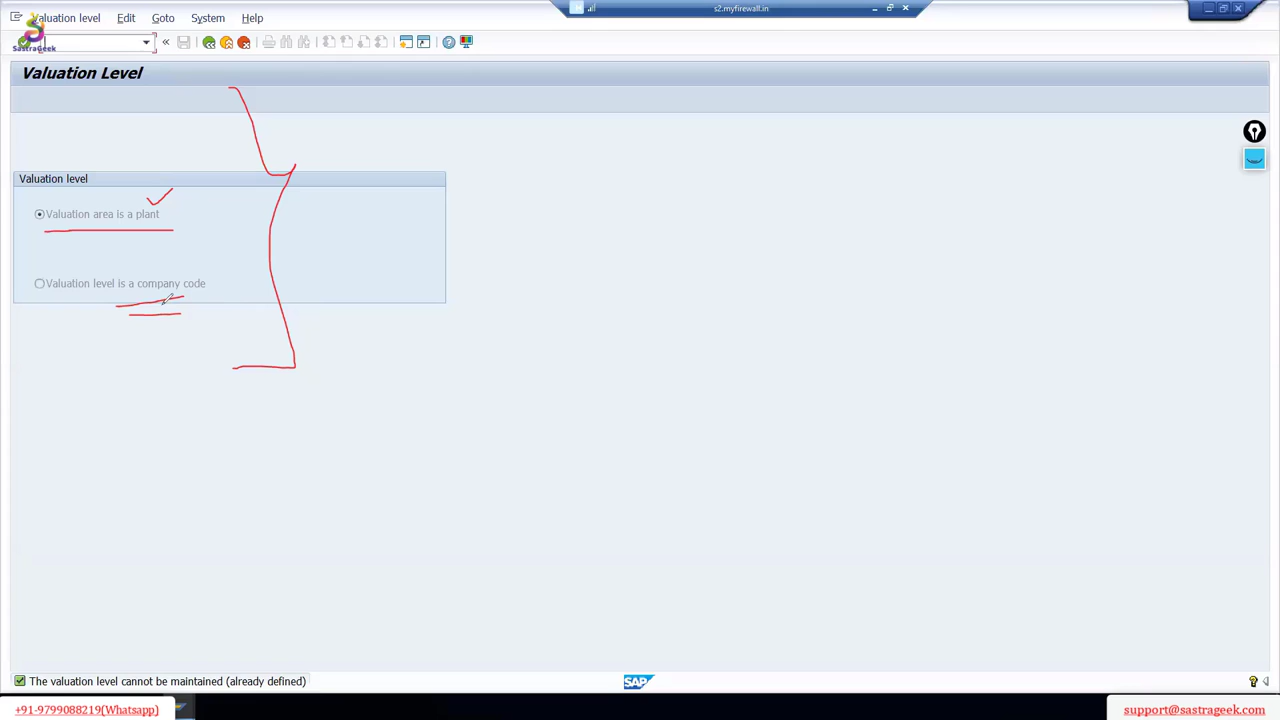 s2.myfirewall.in
Valuation level Edit Goto System Help
Sastrageek
Valuation Level
Valuation level
Valuation area is a plant
Valuation level is a company code
The valuation level cannot be maintained (already defined)
SAP
+91-9799088219(Whatsapp)
support@sastrageek.com